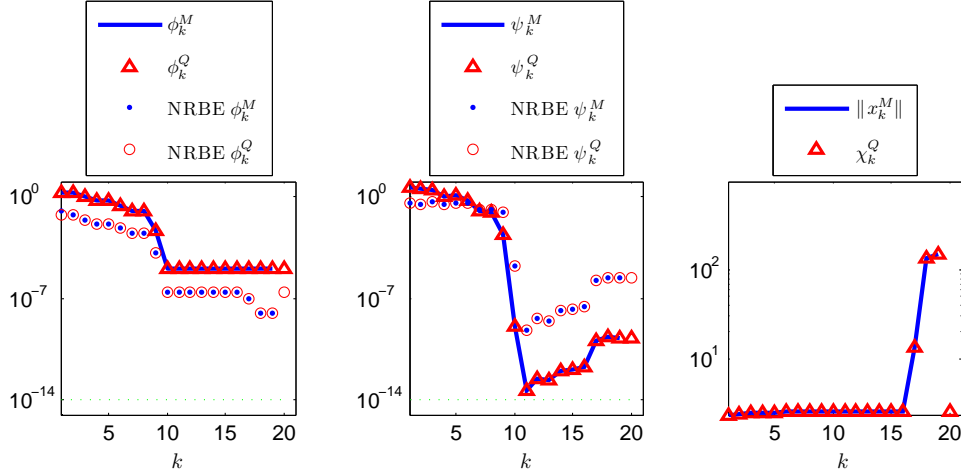 ϕ_k^M
ϕ_k^Q
NRBE ϕ_k^M
NRBE ϕ_k^Q
10^0
10^−7
10^−14
5 10 15 20
k
ψ_k^M
ψ_k^Q
NRBE ψ_k^M
NRBE ψ_k^Q
10^0
10^−7
10^−14
5 10 15 20
k
‖x_k^M‖
χ_k^Q
10^2
10^1
5 10 15 20
k